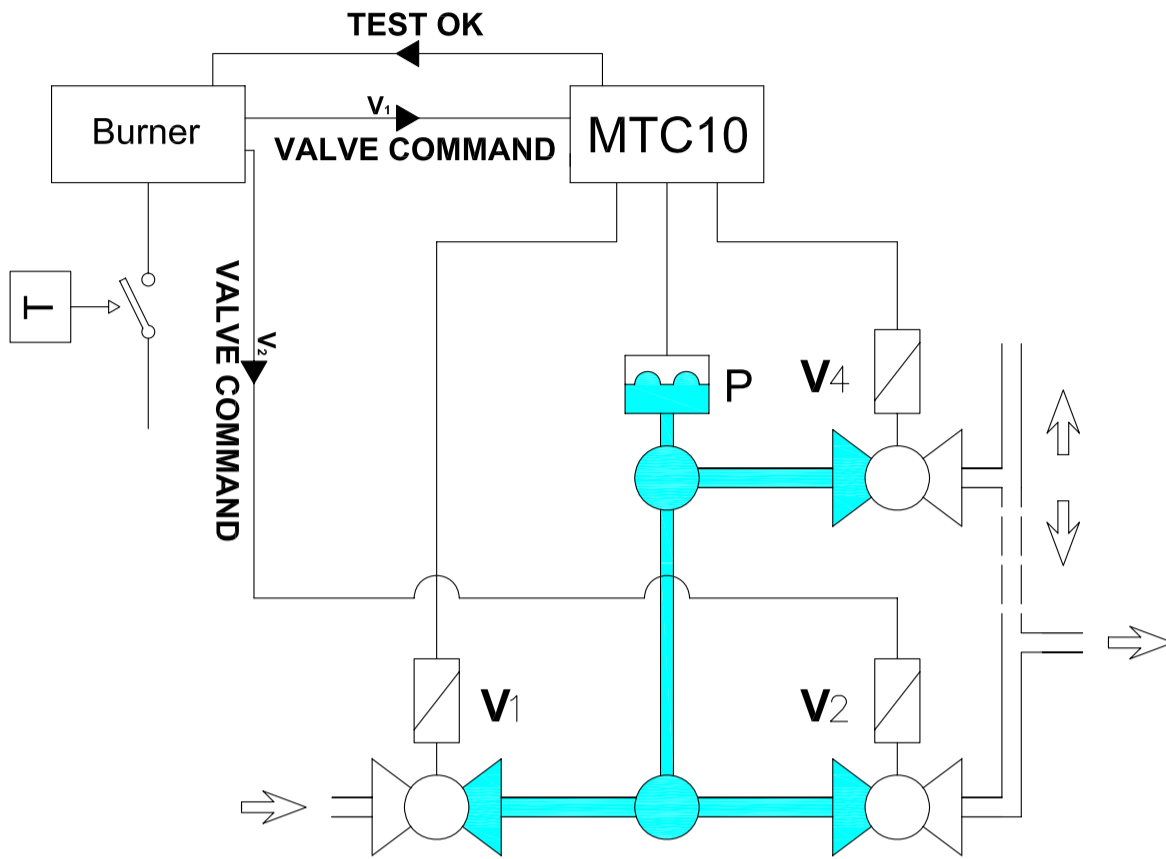 TEST OK
V₁
Burner
VALVE COMMAND
MTC10
T
VALVE COMMAND
V₂
P
V4
V1
V2